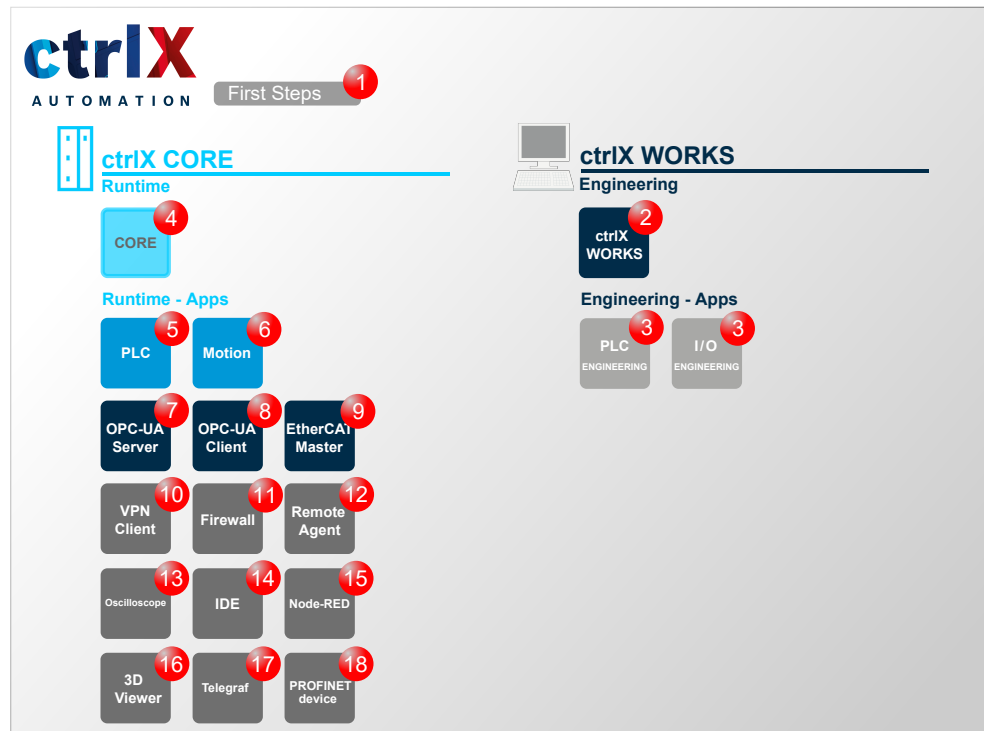 ctrlX
AUTOMATION
First Steps
1
ctrlX CORE
Runtime
4
CORE
Runtime - Apps
5
PLC
6
Motion
7
OPC-UA
Server
8
OPC-UA
Client
9
EtherCAT
Master
10
VPN
Client
11
Firewall
12
Remote
Agent
13
Oscilloscope
14
IDE
15
Node-RED
16
3D
Viewer
17
Telegraf
18
PROFINET
device
ctrlX WORKS
Engineering
2
ctrlX
WORKS
Engineering - Apps
3
PLC
ENGINEERING
3
I/O
ENGINEERING